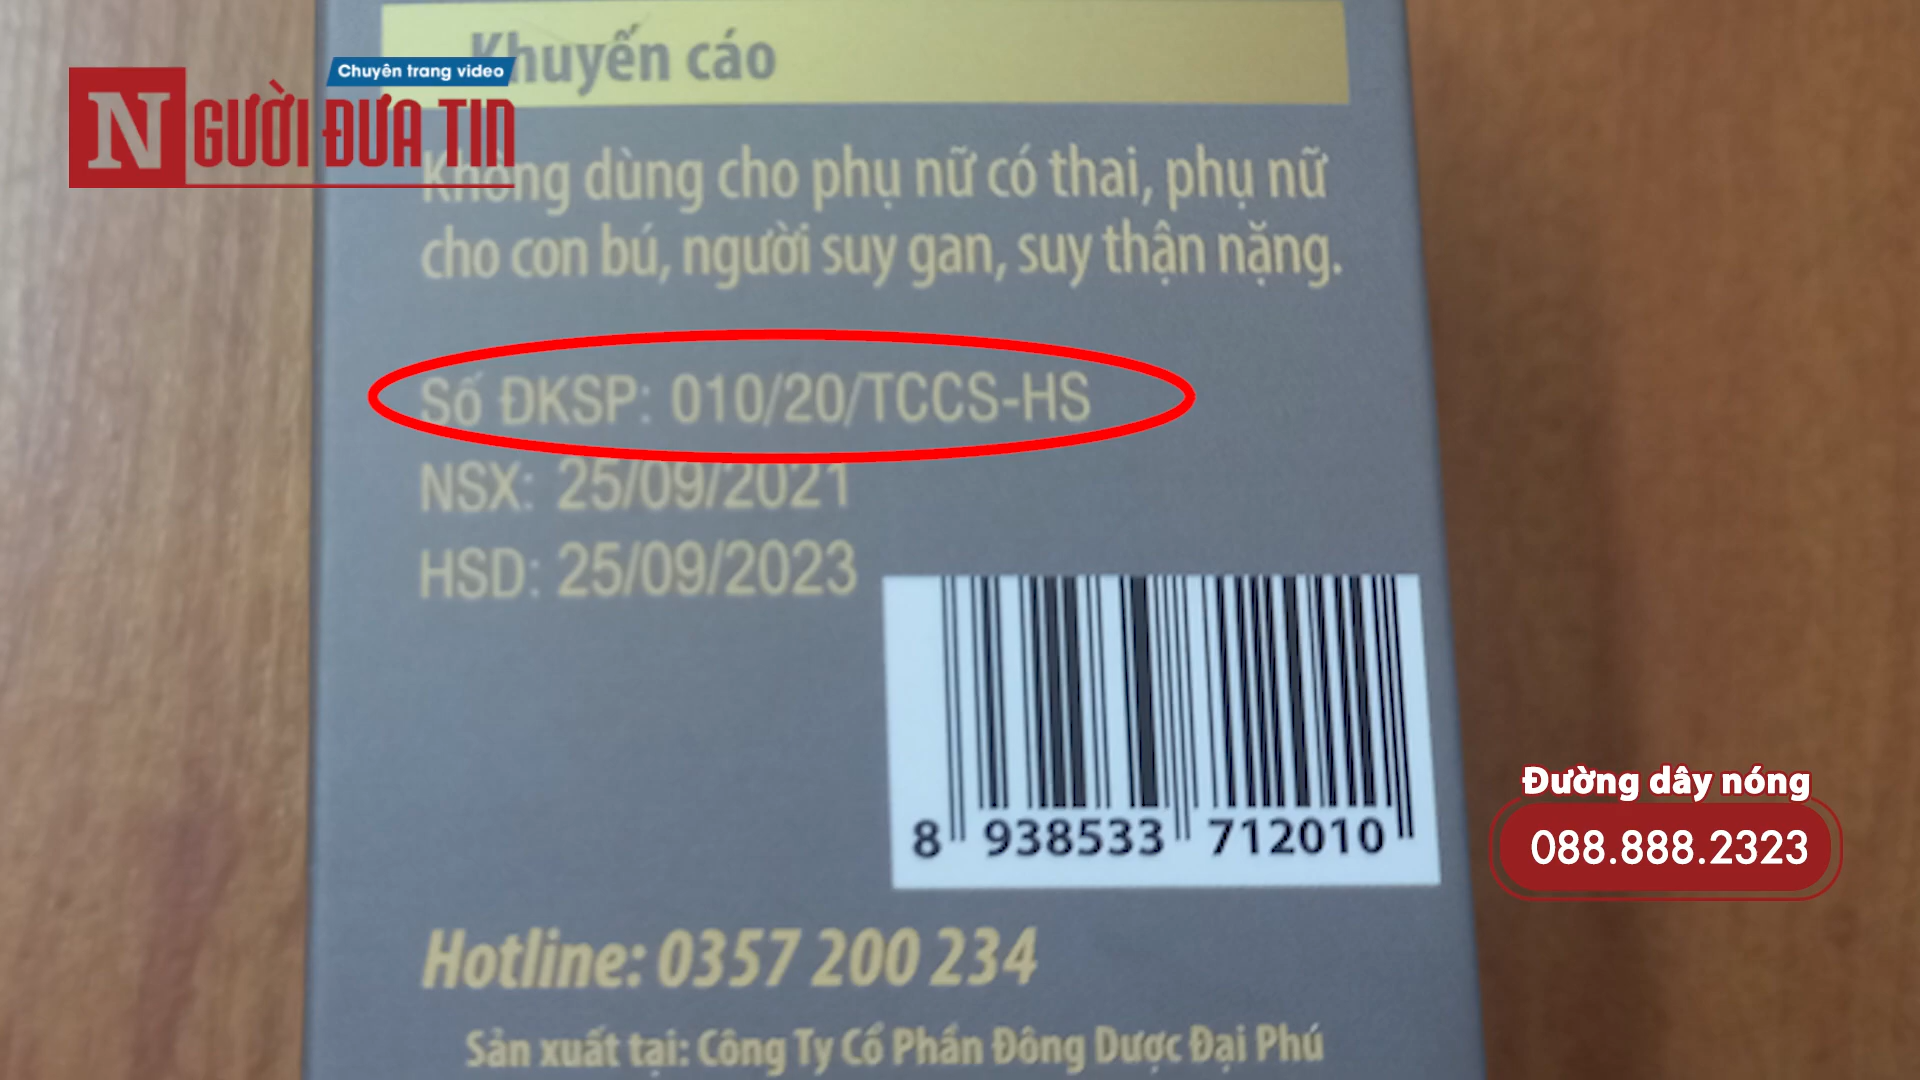 Khuyến cáo
Chuyên trang video
NGƯỜI ĐƯA TIN
Không dùng cho phụ nữ có thai, phụ nữ
cho con bú, người suy gan, suy thận nặng.
Số ĐKSP: 010/20/TCCS-HS
NSX: 25/09/2021
HSD: 25/09/2023
8 938533 712010
Đường dây nóng
088.888.2323
Hotline: 0357 200 234
Sản xuất tại: Công Ty Cổ Phần Đông Dược Đại Phú